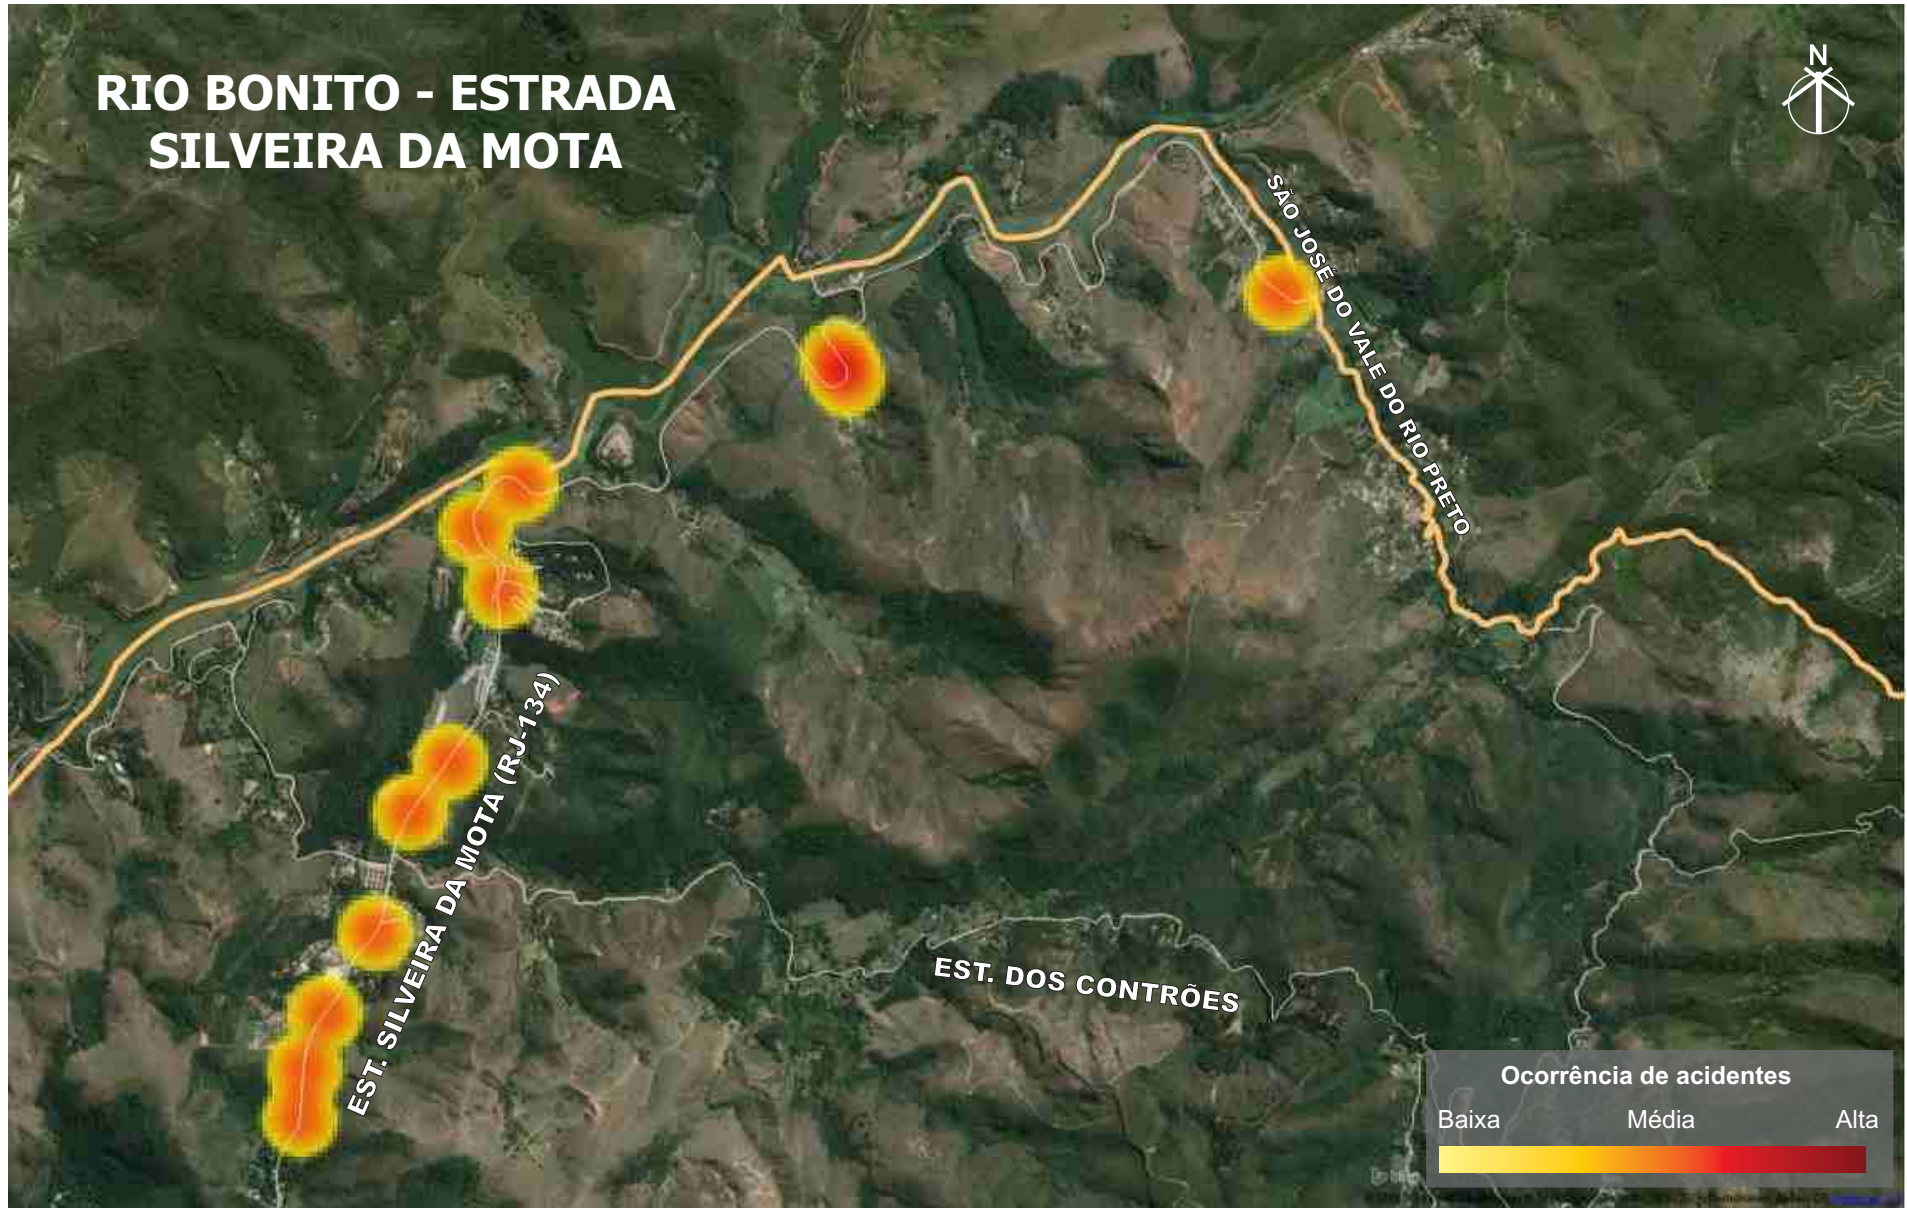 RIO BONITO - ESTRADA
SILVEIRA DA MOTA
N
SÃO JOSÉ DO VALE DO RIO PRETO
EST. SILVEIRA DA MOTA (RJ-134)
EST. DOS CONTRÕES
Ocorrência de acidentes
Baixa Média Alta